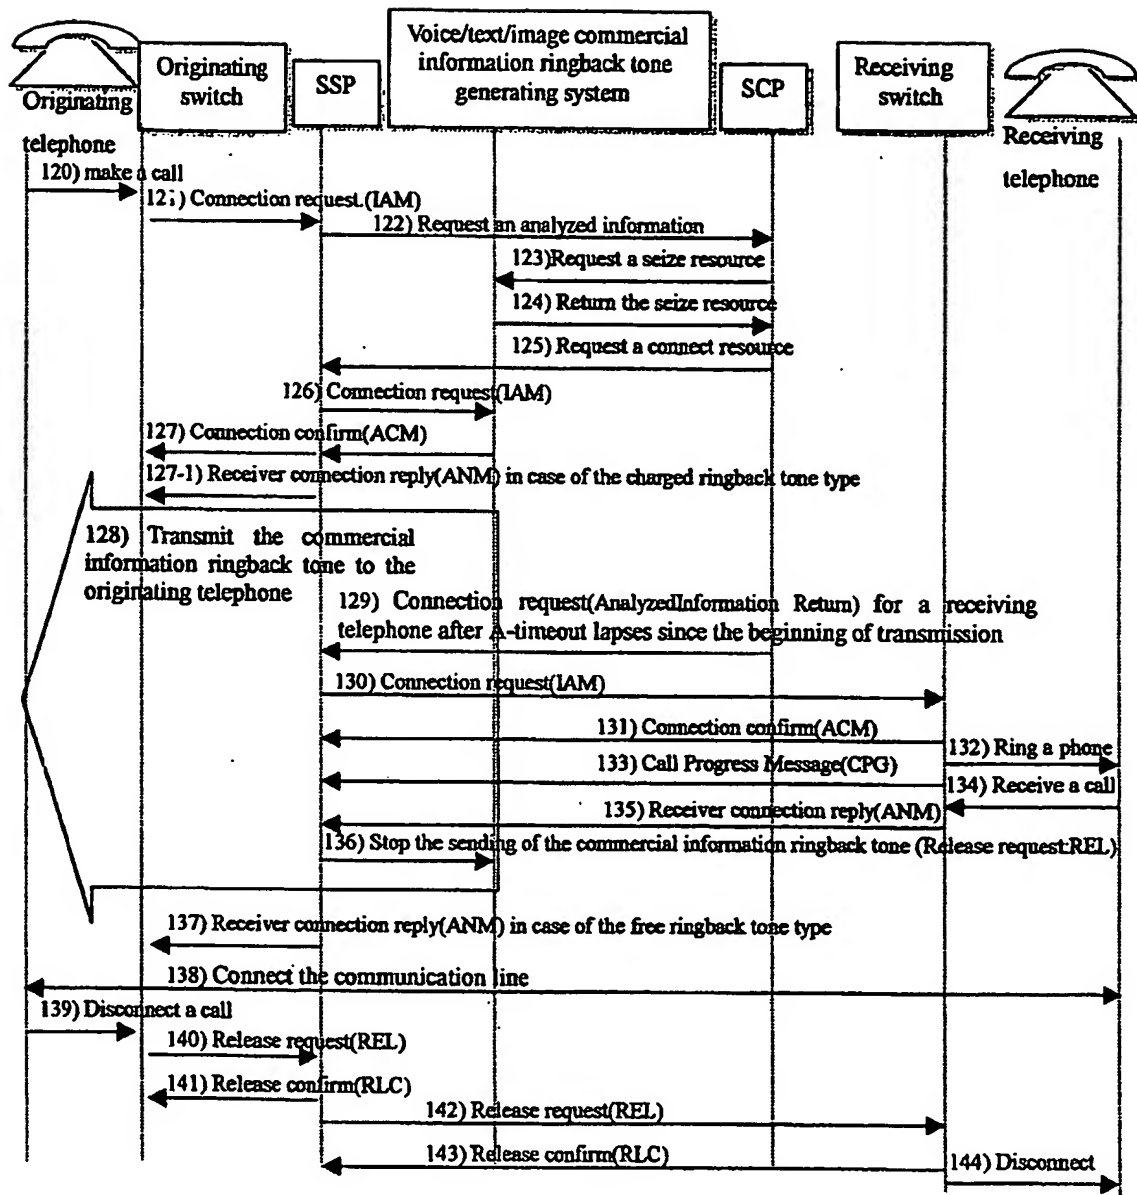 Originating
telephone
Originating
switch
SSP
Voice/text/image commercial
information ringback tone
generating system
SCP
Receiving
switch
Receiving
telephone
120) make a call
121) Connection request.(IAM)
122) Request an analyzed information
123)Request a seize resource
124) Return the seize resource
125) Request a connect resource
126) Connection request(IAM)
127) Connection confirm(ACM)
127-1) Receiver connection reply(ANM) in case of the charged ringback tone type
128) Transmit the commercial
information ringback tone to the
originating telephone
129) Connection request(AnalyzedInformation Return) for a receiving
telephone after A-timeout lapses since the beginning of transmission
130) Connection request(IAM)
131) Connection confirm(ACM)
132) Ring a phone
133) Call Progress Message(CPG)
134) Receive a call
135) Receiver connection reply(ANM)
136) Stop the sending of the commercial information ringback tone (Release request:REL)
137) Receiver connection reply(ANM) in case of the free ringback tone type
138) Connect the communication line
139) Disconnect a call
140) Release request(REL)
141) Release confirm(RLC)
142) Release request(REL)
143) Release confirm(RLC)
144) Disconnect